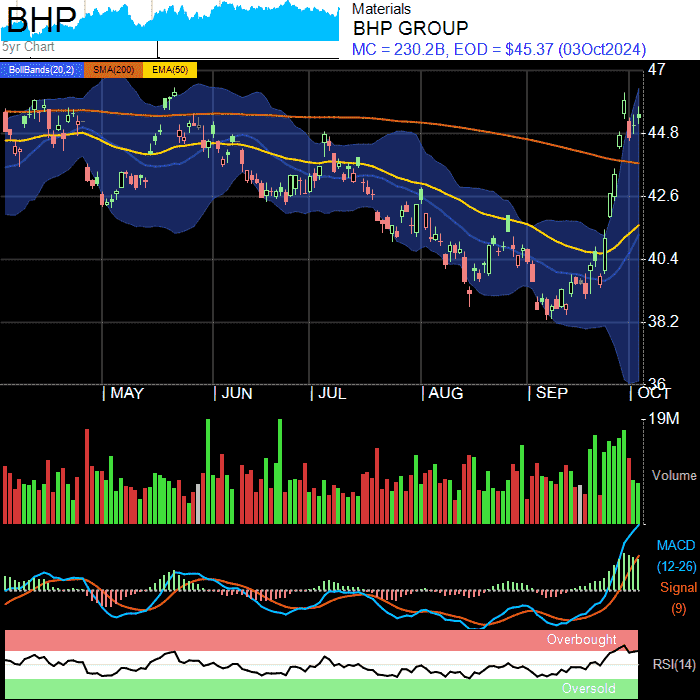 BHP
5yr Chart
Materials
BHP GROUP
MC = 230.2B, EOD = $45.37 (03Oct2024)
BollBands(20,2) SMA(200) EMA(50)
47
44.8
42.6
40.4
38.2
36
MAY JUN JUL AUG SEP OCT
19M
Volume
MACD
(12-26)
Signal
(9)
Overbought
RSI(14)
Oversold